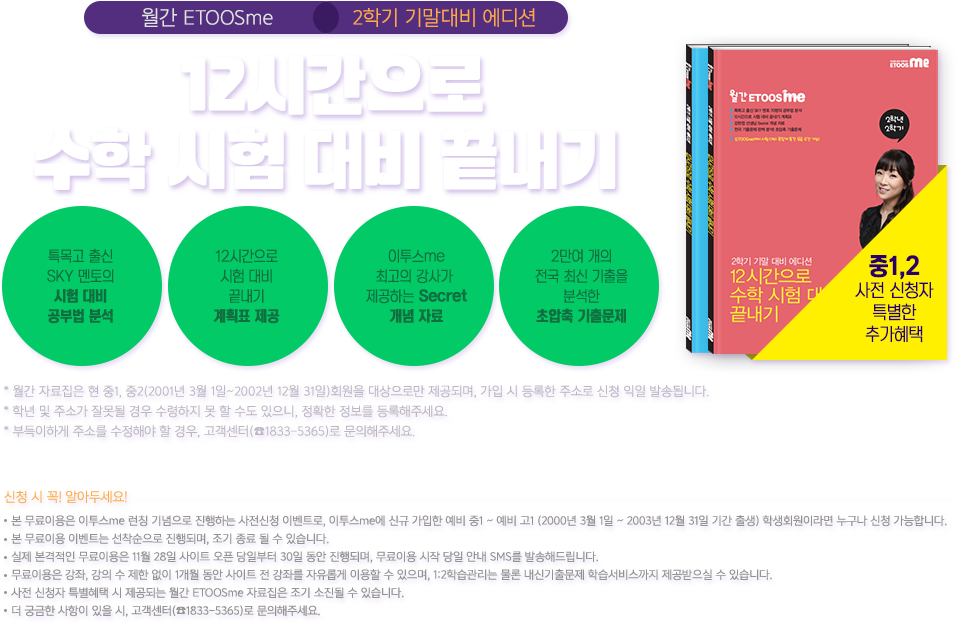 월간 ETOOSme 2학기 기말대비 에디션
12시간으로
수학 시험 대비 끝내기
특목고 출신
SKY 멘토의
시험 대비
공부법 분석
12시간으로
시험 대비
끝내기
계획표 제공
이투스me
최고의 강사가
제공하는 Secret
개념 자료
2만여 개의
전국 최신 기출을
분석한
초압축 기출문제
ETOOS me
월간 ETOOS me
2학년
2학기
2학기 기말 대비 에디션
12시간으로
수학 시험 대
끝내기
중1,2
사전 신청자
특별한
추가혜택
* 월간 자료집은 현 중1, 중2(2001년 3월 1일~2002년 12월 31일)회원을 대상으로만 제공되며, 가입 시 등록한 주소로 신청 익일 발송됩니다.
* 학년 및 주소가 잘못될 경우 수령하지 못 할 수도 있으니, 정확한 정보를 등록해주세요.
* 부득이하게 주소를 수정해야 할 경우, 고객센터(☎1833-5365)로 문의해주세요.
신청 시 꼭! 알아두세요!
• 본 무료이용은 이투스me 런칭 기념으로 진행하는 사전신청 이벤트로, 이투스me에 신규 가입한 예비 중1 ~ 예비 고1 (2000년 3월 1일 ~ 2003년 12월 31일 기간 출생) 학생회원이라면 누구나 신청 가능합니다.
• 본 무료이용 이벤트는 선착순으로 진행되며, 조기 종료 될 수 있습니다.
• 실제 본격적인 무료이용은 11월 28일 사이트 오픈 당일부터 30일 동안 진행되며, 무료이용 시작 당일 안내 SMS를 발송해드립니다.
• 무료이용은 강좌, 강의 수 제한 없이 1개월 동안 사이트 전 강좌를 자유롭게 이용할 수 있으며, 1:2학습관리는 물론 내신기출문제 학습서비스까지 제공받으실 수 있습니다.
• 사전 신청자 특별혜택 시 제공되는 월간 ETOOSme 자료집은 조기 소진될 수 있습니다.
• 더 궁금한 사항이 있을 시, 고객센터(☎1833-5365)로 문의해주세요.